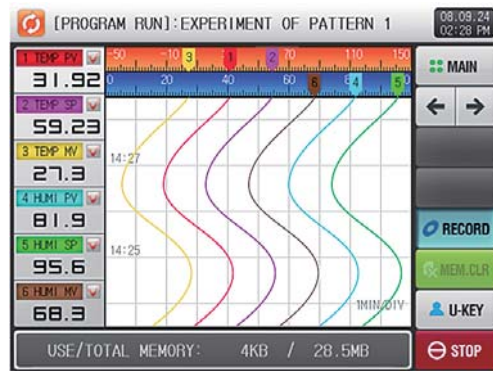 [PROGRAM RUN]:EXPERIMENT OF PATTERN 1
08.09.24
02:28 PM
1 TEMP PV
31.92
2 TEMP SP
59.23
3 TEMP MV
27.3
4 HUMI PV
81.9
5 HUMI SP
95.6
6 HUMI MV
68.3
-50 -10 3 1 2 70 110 150
0 20 40 60 6 4 5
14:27
14:25
1MIN/DIV
MAIN
RECORD
MEM.CLR
U-KEY
STOP
USE/TOTAL MEMORY: 4KB / 28.5MB